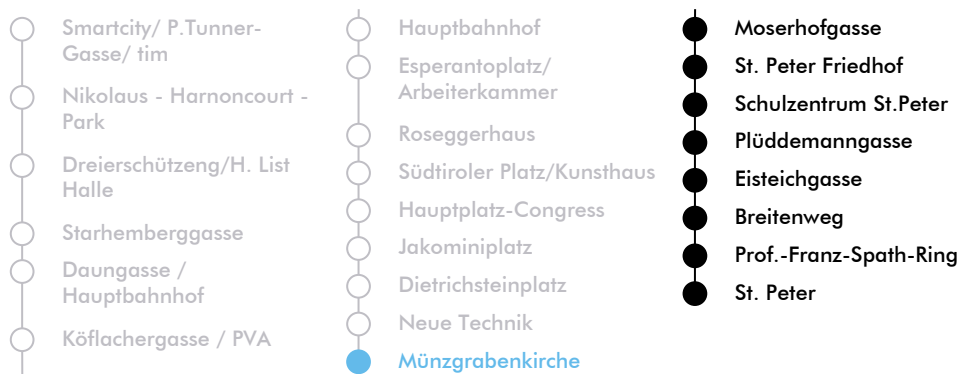 Smartcity/ P.Tunner-
Gasse/ tim
Nikolaus - Harnoncourt -
Park
Dreierschützeng/H. List
Halle
Starhemberggasse
Daungasse /
Hauptbahnhof
Köflachergasse / PVA
Hauptbahnhof
Esperantoplatz/
Arbeiterkammer
Roseggerhaus
Südtiroler Platz/Kunsthaus
Hauptplatz-Congress
Jakominiplatz
Dietrichsteinplatz
Neue Technik
Münzgrabenkirche
Moserhofgasse
St. Peter Friedhof
Schulzentrum St.Peter
Plüddemanngasse
Eisteichgasse
Breitenweg
Prof.-Franz-Spath-Ring
St. Peter